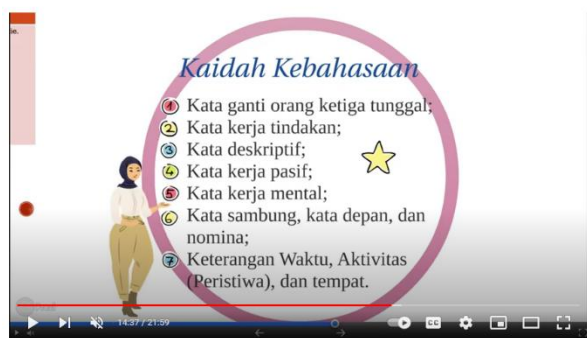 ie.
Kaidah Kebahasaan
1 Kata ganti orang ketiga tunggal;
2 Kata kerja tindakan;
3 Kata deskriptif;
4 Kata kerja pasif;
5 Kata kerja mental;
6 Kata sambung, kata depan, dan
nomina;
7 Keterangan Waktu, Aktivitas
(Peristiwa), dan tempat.
14:37 / 21:59
CC